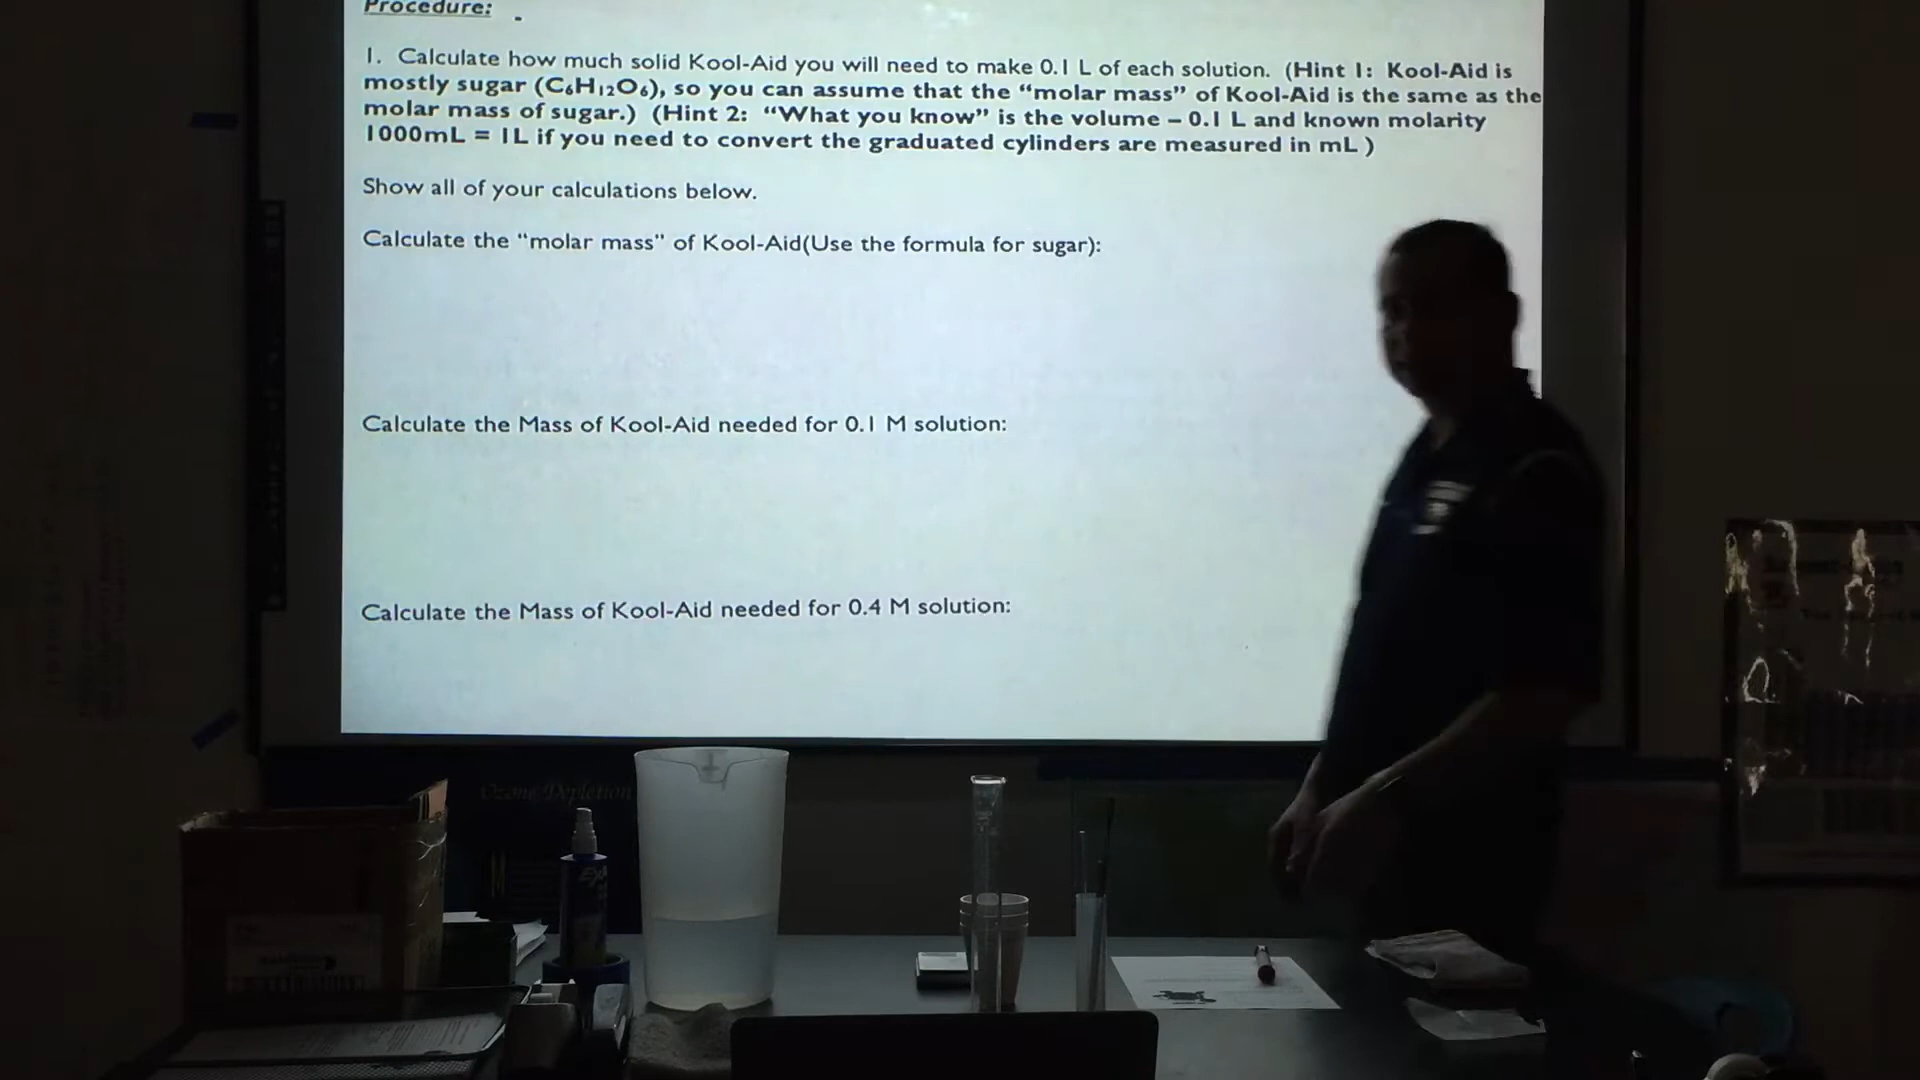 Procedure:
1. Calculate how much solid Kool-Aid you will need to make 0.1 L of each solution. (Hint 1: Kool-Aid is
mostly sugar (C₆H₁₂O₆), so you can assume that the “molar mass” of Kool-Aid is the same as the
molar mass of sugar.) (Hint 2: “What you know” is the volume – 0.1 L and known molarity
1000mL = 1L if you need to convert the graduated cylinders are measured in mL )
Show all of your calculations below.
Calculate the “molar mass” of Kool-Aid(Use the formula for sugar):
Calculate the Mass of Kool-Aid needed for 0.1 M solution:
Calculate the Mass of Kool-Aid needed for 0.4 M solution:
Ozone Depletion